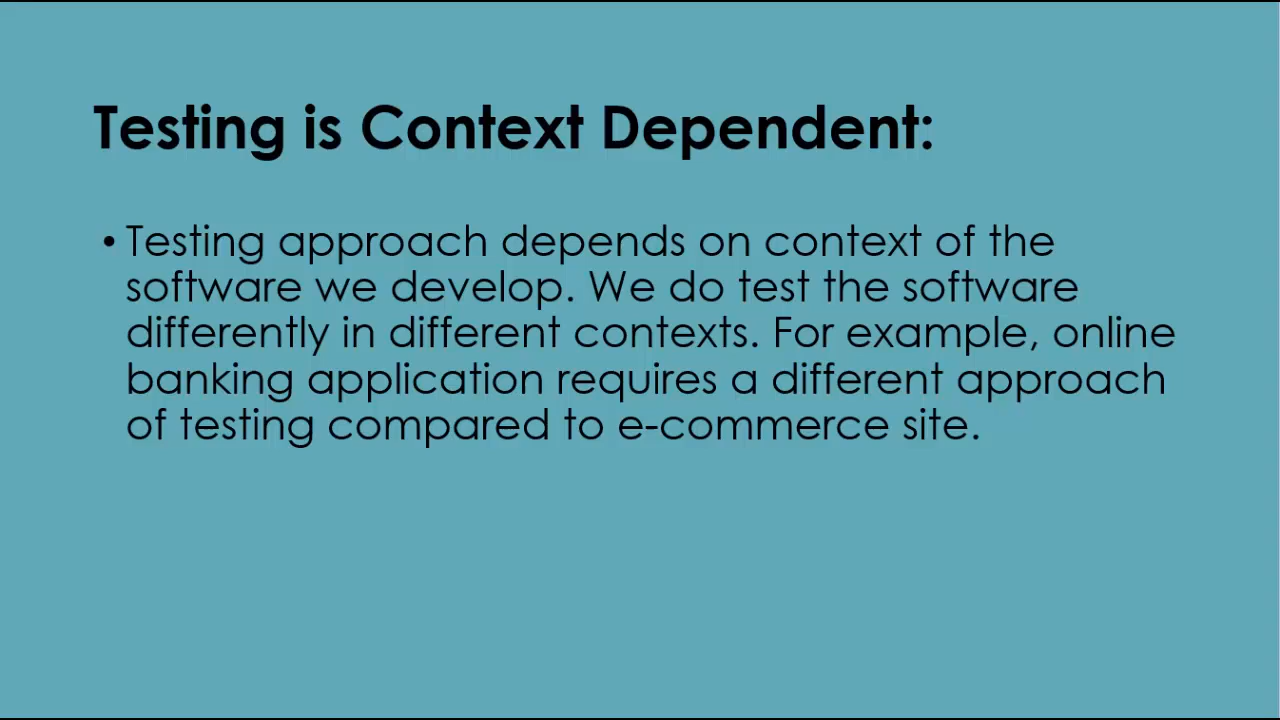 Testing is Context Dependent:
• Testing approach depends on context of the
software we develop. We do test the software
differently in different contexts. For example, online
banking application requires a different approach
of testing compared to e-commerce site.